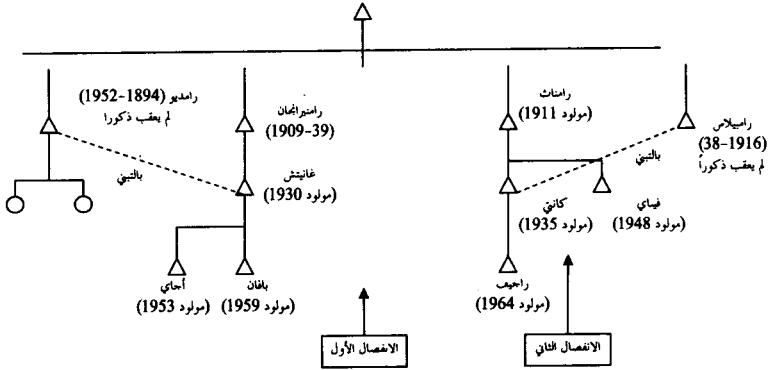 رامديو (1894-1952)
لم يعقب ذكورا
رامنيرانجان
(1909-39)
رامناث
(مولود 1911)
رامبيلاس
(1916-38)
لم يعقب ذكوراً
بالتبني
بالتبني
غانيتش
(مولود 1930)
كانتي
(مولود 1935)
فيباي
(مولود 1948)
أجاي
(مولود 1953)
بافان
(مولود 1959)
راجيف
(مولود 1964)
الانفصال الأول
الانفصال الثاني